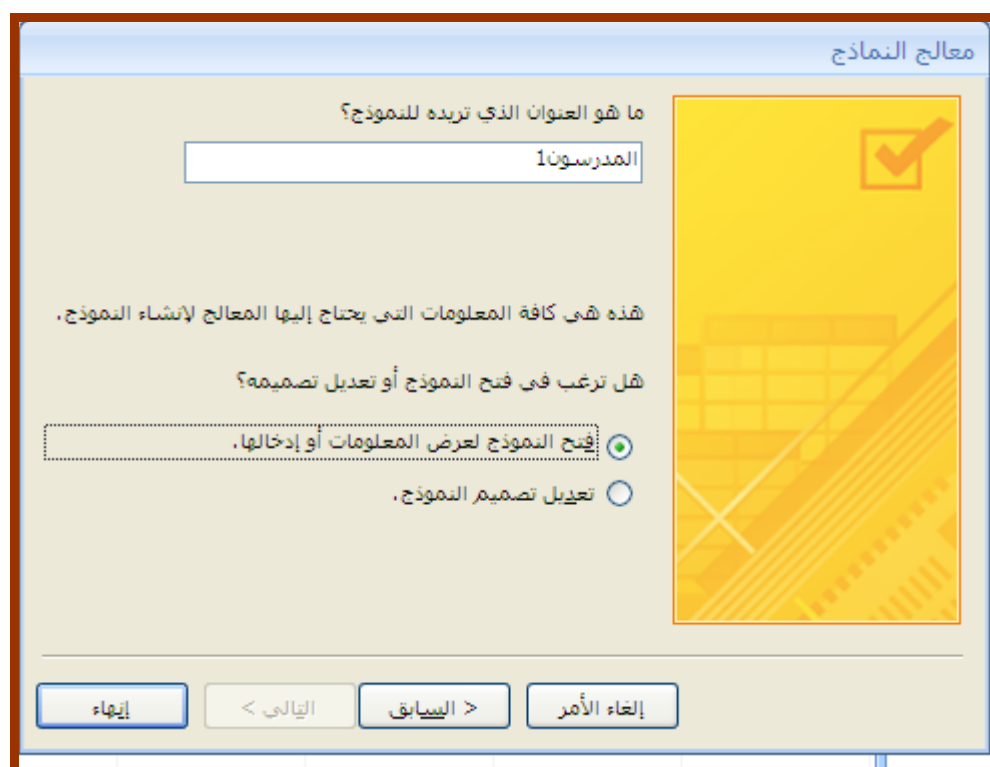 معالج النماذج
ما هو العنوان الذي تريده للنموذج؟
المدرسون1
هذه هي كافة المعلومات التي يحتاج إليها المعالج لإنشاء النموذج.
هل ترغب في فتح النموذج أو تعديل تصميمه؟
فتح النموذج لعرض المعلومات أو إدخالها.
تعديل تصميم النموذج.
إلغاء الأمر
< السابق
التالي >
إنهاء